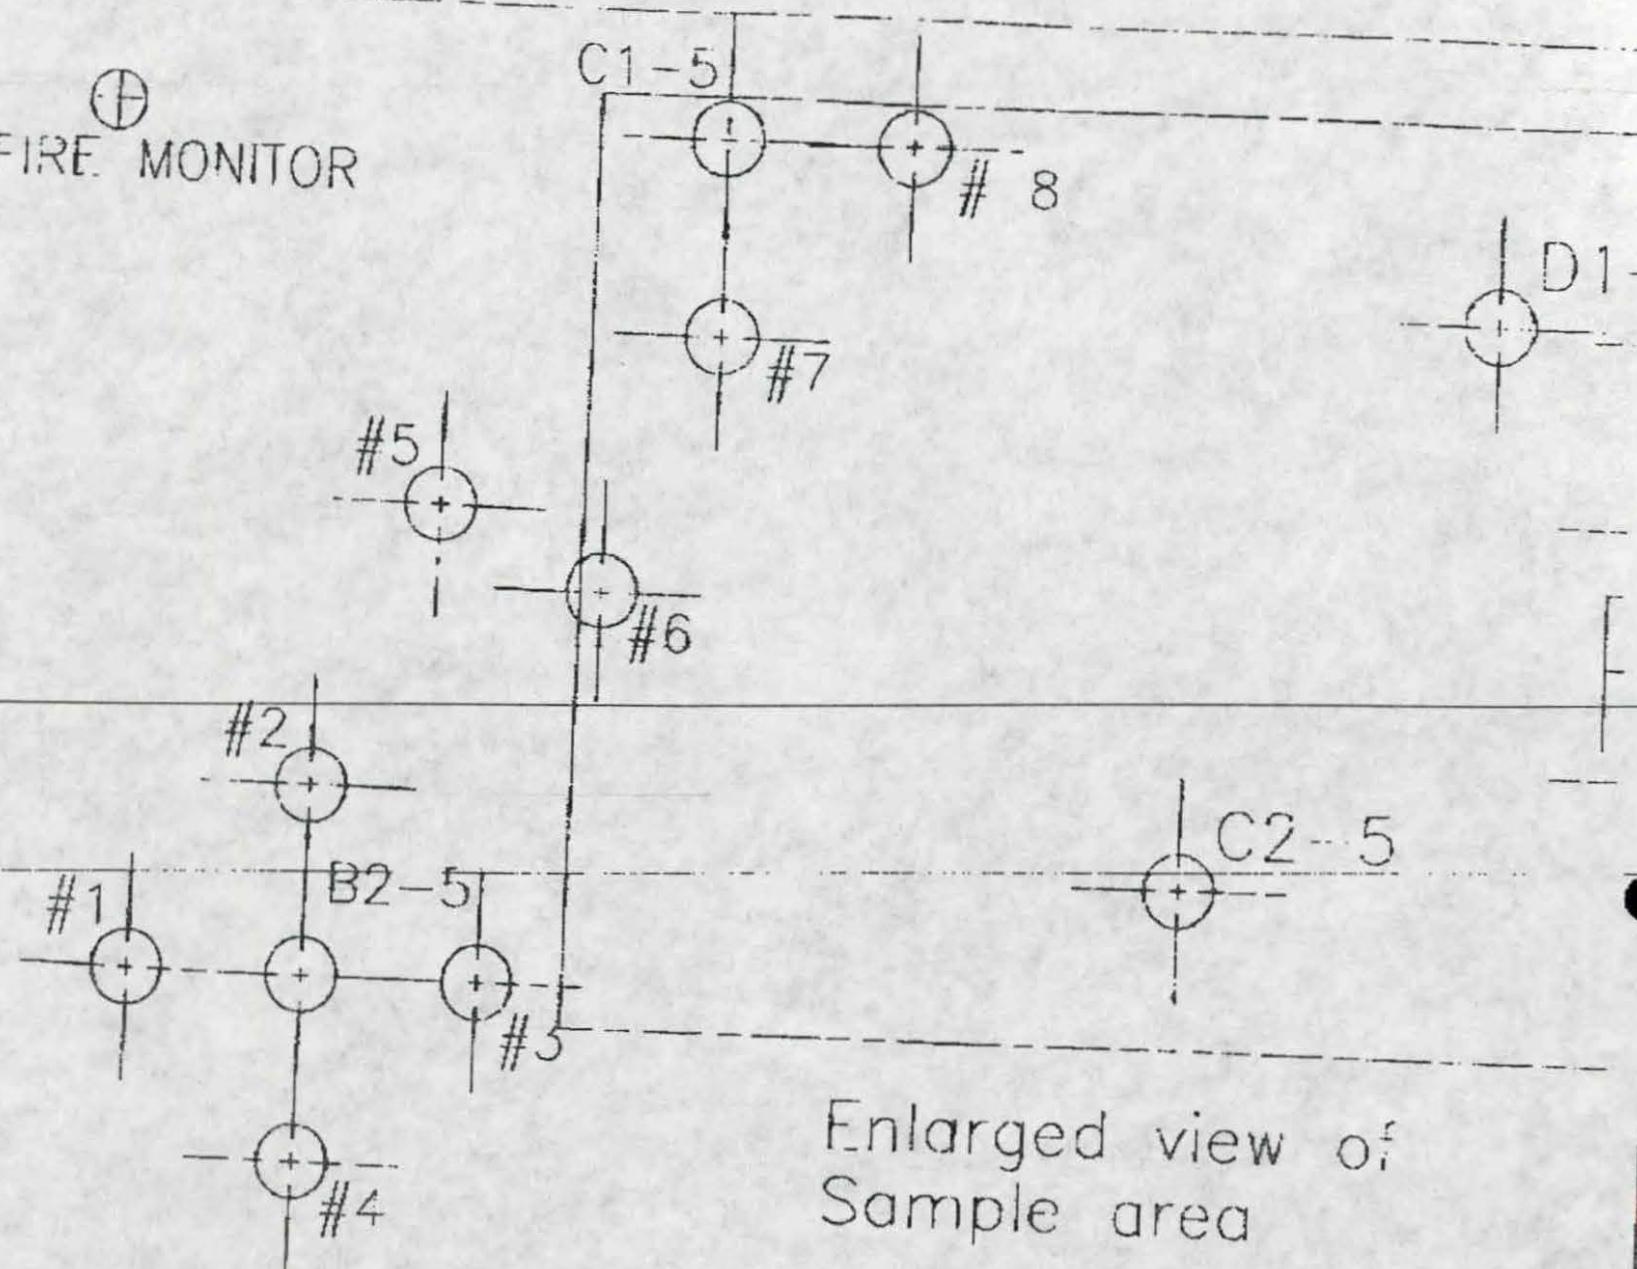 C1-5
FIRE MONITOR
# 8
D1-
#7
#5
#6
#2
C2-5
B2-5
#1
#3
#4
Enlarged view of
Sample area